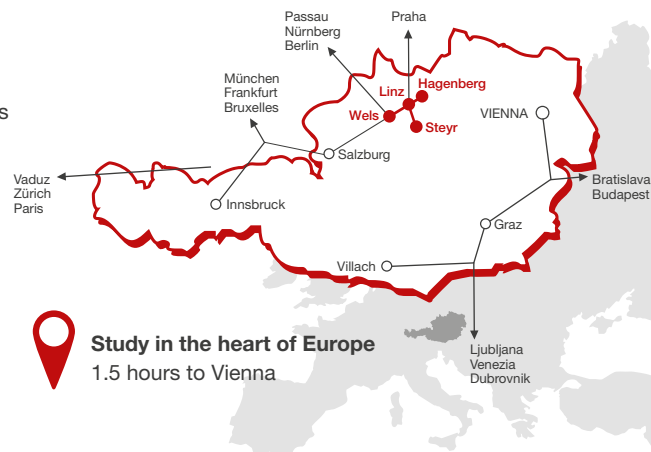 Passau
Nürnberg
Berlin
Praha
München
Frankfurt
Bruxelles
Hagenberg
Linz
Wels
Steyr
VIENNA
s
Salzburg
Vaduz
Zürich
Paris
Innsbruck
Bratislava
Budapest
Graz
Villach
Study in the heart of Europe
1.5 hours to Vienna
Ljubljana
Venezia
Dubrovnik